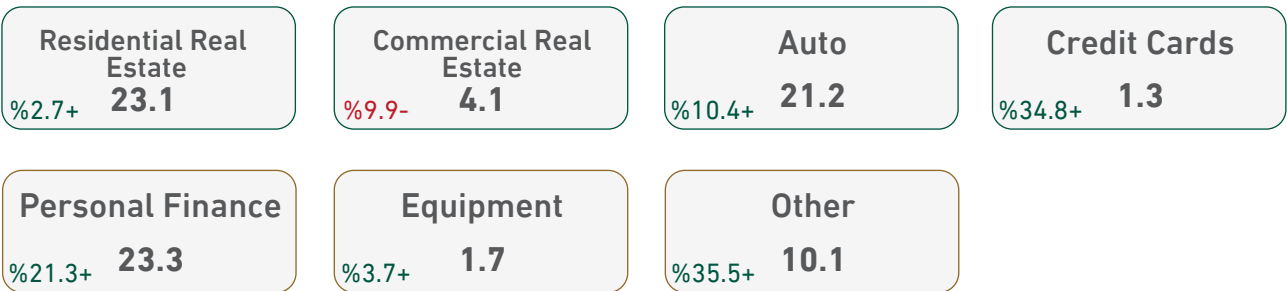 Residential Real
Estate
%2.7+ 23.1
Commercial Real
Estate
%9.9- 4.1
Auto
%10.4+ 21.2
Credit Cards
%34.8+ 1.3
Personal Finance
%21.3+ 23.3
Equipment
%3.7+ 1.7
Other
%35.5+ 10.1